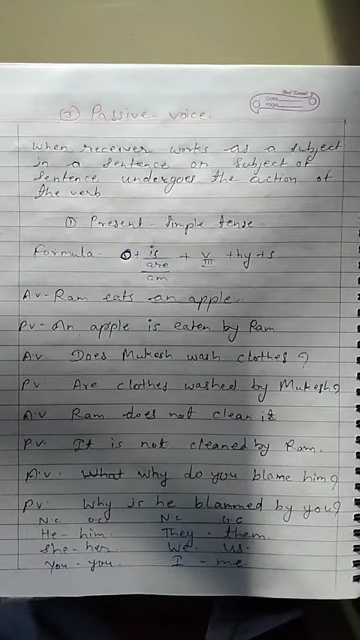 ② Passive-voice.
When receiver works as a subject
in a sentence or subject of
sentence undergoes the action of
the verb
① Present Simple tense
Formula - O + is/are/am + V III + by + S
A.v - Ram eats an apple.
P.v - An apple is eaten by Ram
A.v Does Mukesh wash clothes?
P.v Are clothes washed by Mukesh?
A.v Ram does not clean it
P.v. It is not cleaned by Ram.
A.v. What why do you blame him?
P.v. Why is he blammed by you?
N.C O.C N.C O.C
He - him They - them
She - her We - us.
You - you I - me